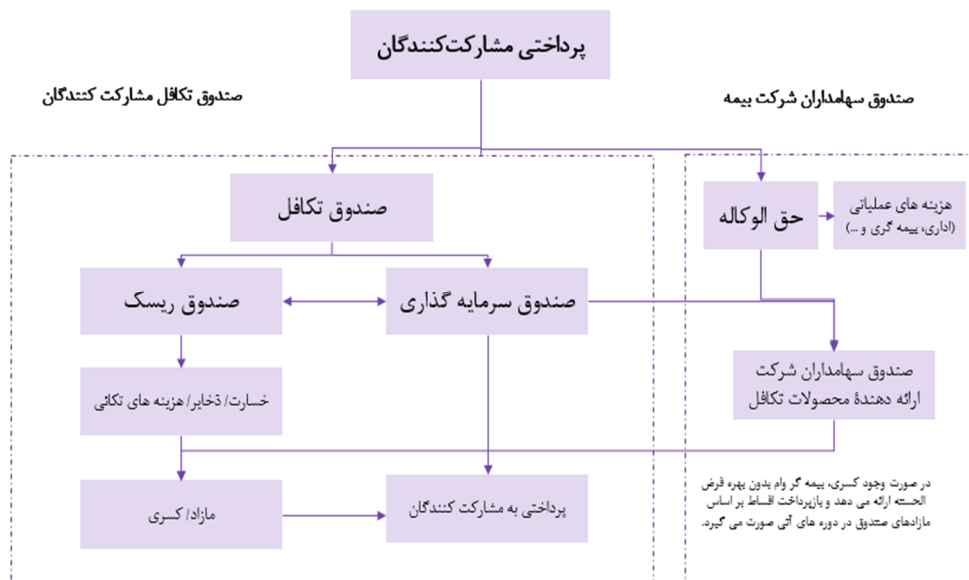 پرداختی مشارکت‌کنندگان
صندوق سهامداران شرکت بیمه
صندوق تکافل مشارکت کنندگان
حق الوکاله
هزینه های عملیاتی
(اداری، بیمه گری و ...)
صندوق تکافل
صندوق سرمایه گذاری
صندوق ریسک
صندوق سهامداران شرکت
ارائه دهندهٔ محصولات تکافل
خسارت/ ذخایر/ هزینه های تکاتی
در صورت وجود کسری، بیمه گر وام بدون بهره قرض
الحسنه ارائه می دهد و بازپرداخت اقساط بر اساس
مازادهای صندوق در دوره های آتی صورت می گیرد.
پرداختی به مشارکت کنندگان
مازاد/ کسری